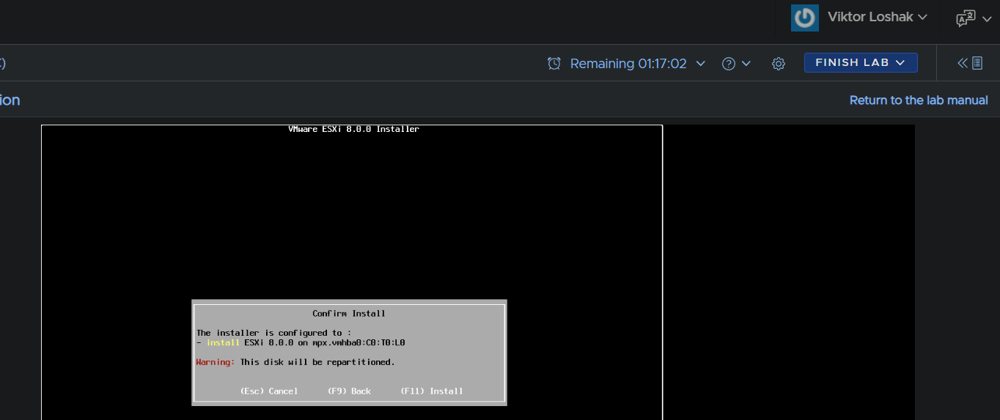 Viktor Loshak
Remaining 01:17:02
FINISH LAB
ion
Return to the lab manual
VMware ESXi 8.0.0 Installer
Confirm Install
The installer is configured to :
- install ESXi 8.0.0 on mpx.vmhba0:C0:T0:L0
Warning: This disk will be repartitioned.
(Esc) Cancel (F9) Back (F11) Install